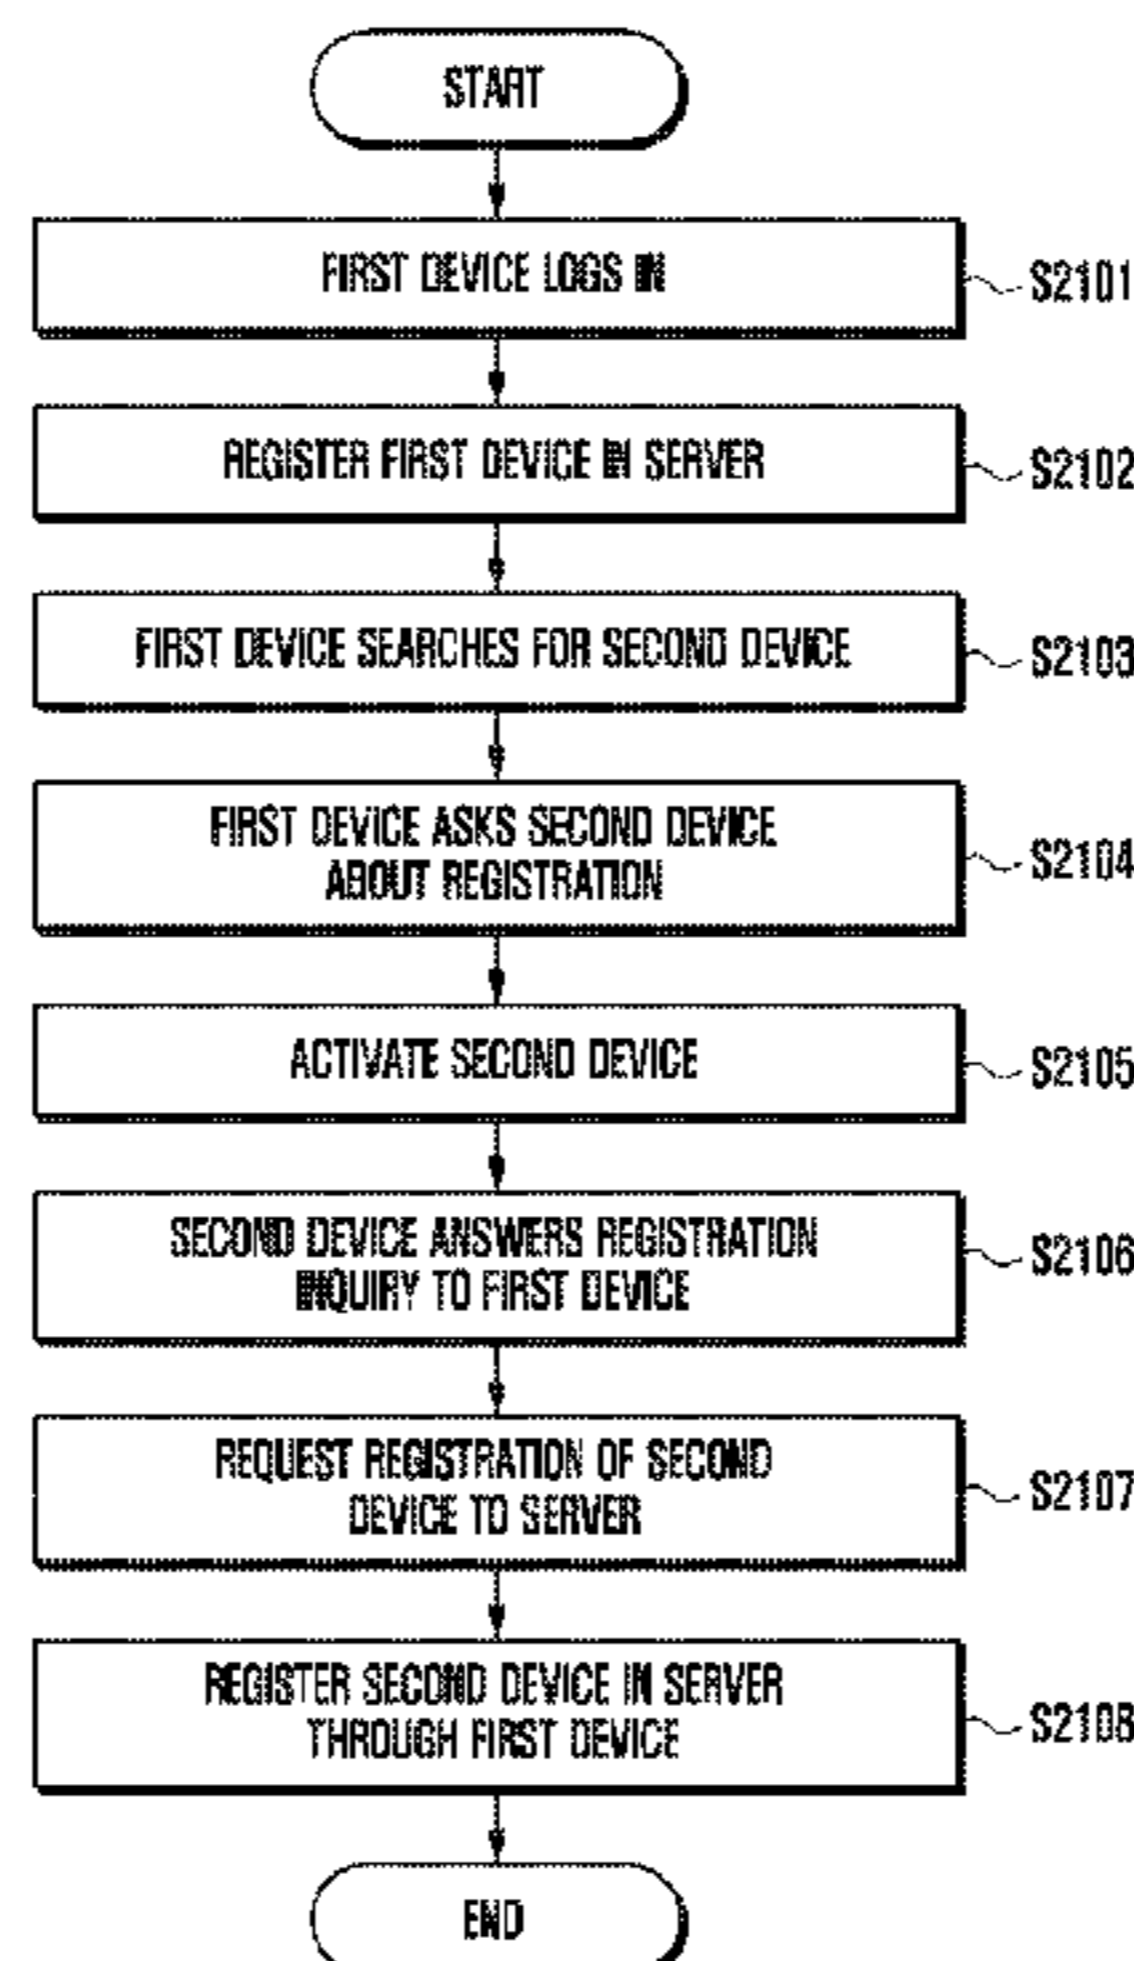 START
FIRST DEVICE LOGS IN
S2101
REGISTER FIRST DEVICE IN SERVER
S2102
FIRST DEVICE SEARCHES FOR SECOND DEVICE
S2103
FIRST DEVICE ASKS SECOND DEVICE
ABOUT REGISTRATION
S2104
ACTIVATE SECOND DEVICE
S2105
SECOND DEVICE ANSWERS REGISTRATION
INQUIRY TO FIRST DEVICE
S2106
REQUEST REGISTRATION OF SECOND
DEVICE TO SERVER
S2107
REGISTER SECOND DEVICE IN SERVER
THROUGH FIRST DEVICE
S2108
END